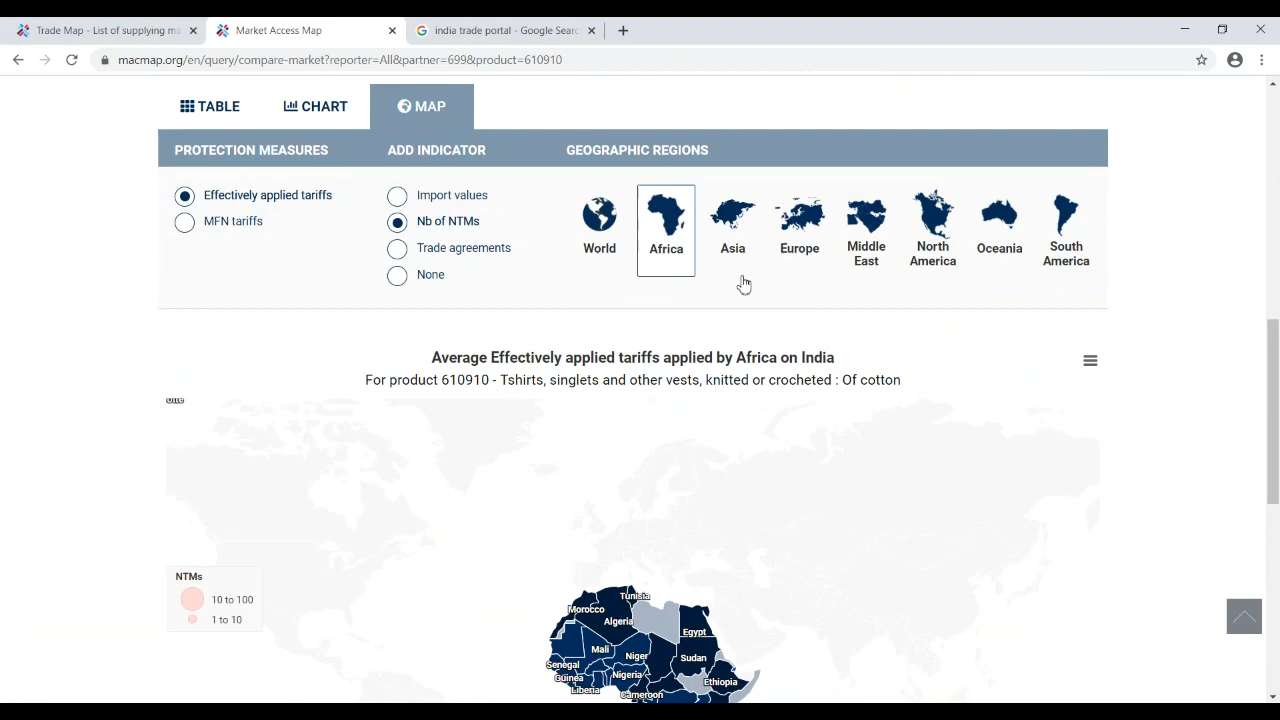 Trade Map - List of supplying ma
Market Access Map
india trade portal - Google Searc
macmap.org/en/query/compare-market?reporter=All&partner=699&product=610910
TABLE CHART MAP
PROTECTION MEASURES ADD INDICATOR GEOGRAPHIC REGIONS
Effectively applied tariffs
MFN tariffs
Import values
Nb of NTMs
Trade agreements
None
World
Africa
Asia
Europe
Middle
East
North
America
Oceania
South
America
Average Effectively applied tariffs applied by Africa on India
For product 610910 - Tshirts, singlets and other vests, knitted or crocheted : Of cotton
NTMs
10 to 100
1 to 10
Tunisia
Morocco
Algeria
Egypt
Mali
Niger
Sudan
Senegal
Guinea
Nigeria
Ethiopia
Liberia
Cameroon